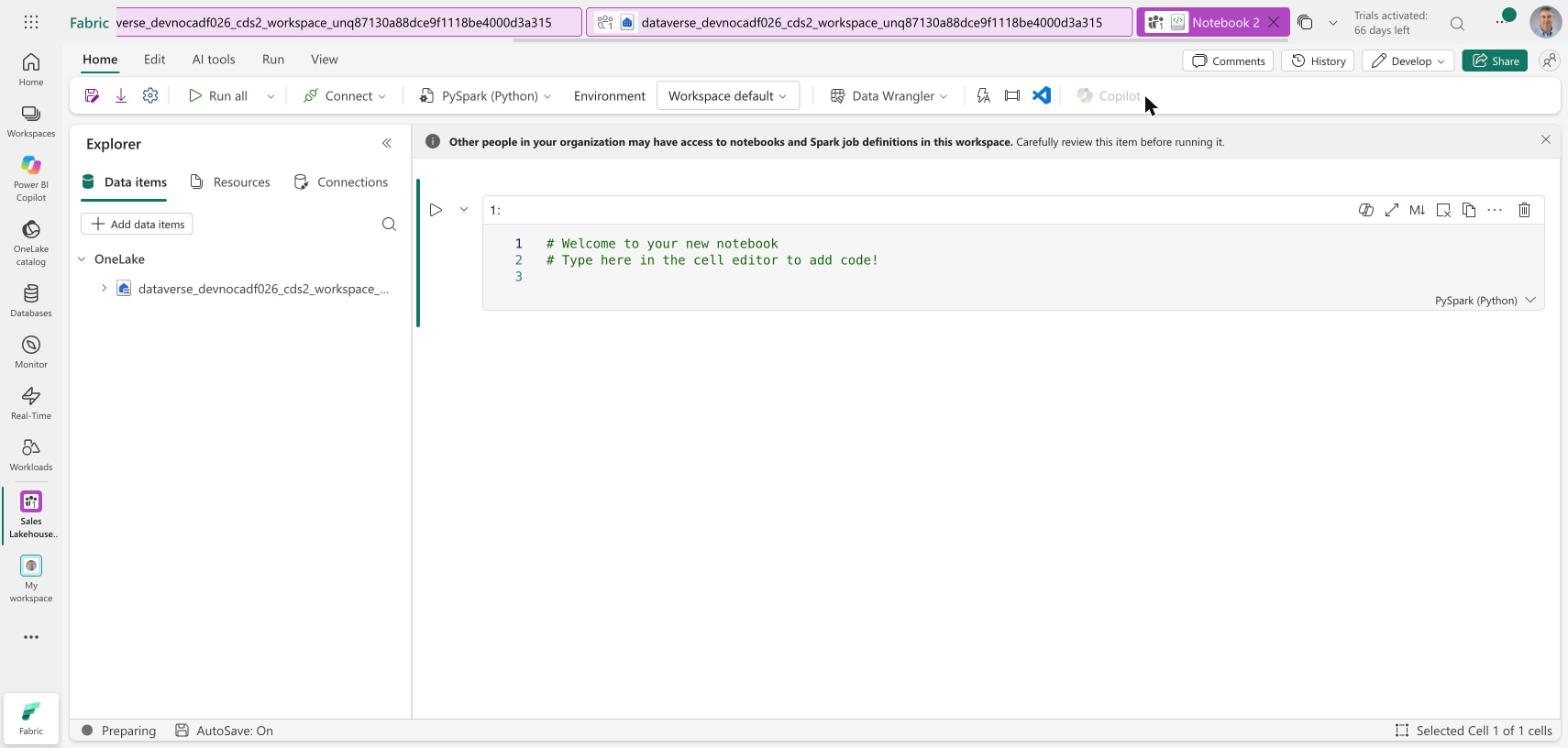 Fabric
verse_devnocadf026_cds2_workspace_unq87130a88dce9f1118be4000d3a315
dataverse_devnocadf026_cds2_workspace_unq87130a88dce9f1118be4000d3a315
Notebook 2
Trials activated:
66 days left
Home Edit AI tools Run View
Comments History Develop Share
Run all Connect PySpark (Python) Environment Workspace default Data Wrangler Copilot
Home
Workspaces
Power BI
Copilot
OneLake
catalog
Databases
Monitor
Real-Time
Workloads
Sales
Lakehouse..
My
workspace
Fabric
Explorer
Data items Resources Connections
Add data items
OneLake
dataverse_devnocadf026_cds2_workspace_...
Other people in your organization may have access to notebooks and Spark job definitions in this workspace. Carefully review this item before running it.
1:
M↓
1 # Welcome to your new notebook
2 # Type here in the cell editor to add code!
3
PySpark (Python)
Preparing AutoSave: On
Selected Cell 1 of 1 cells